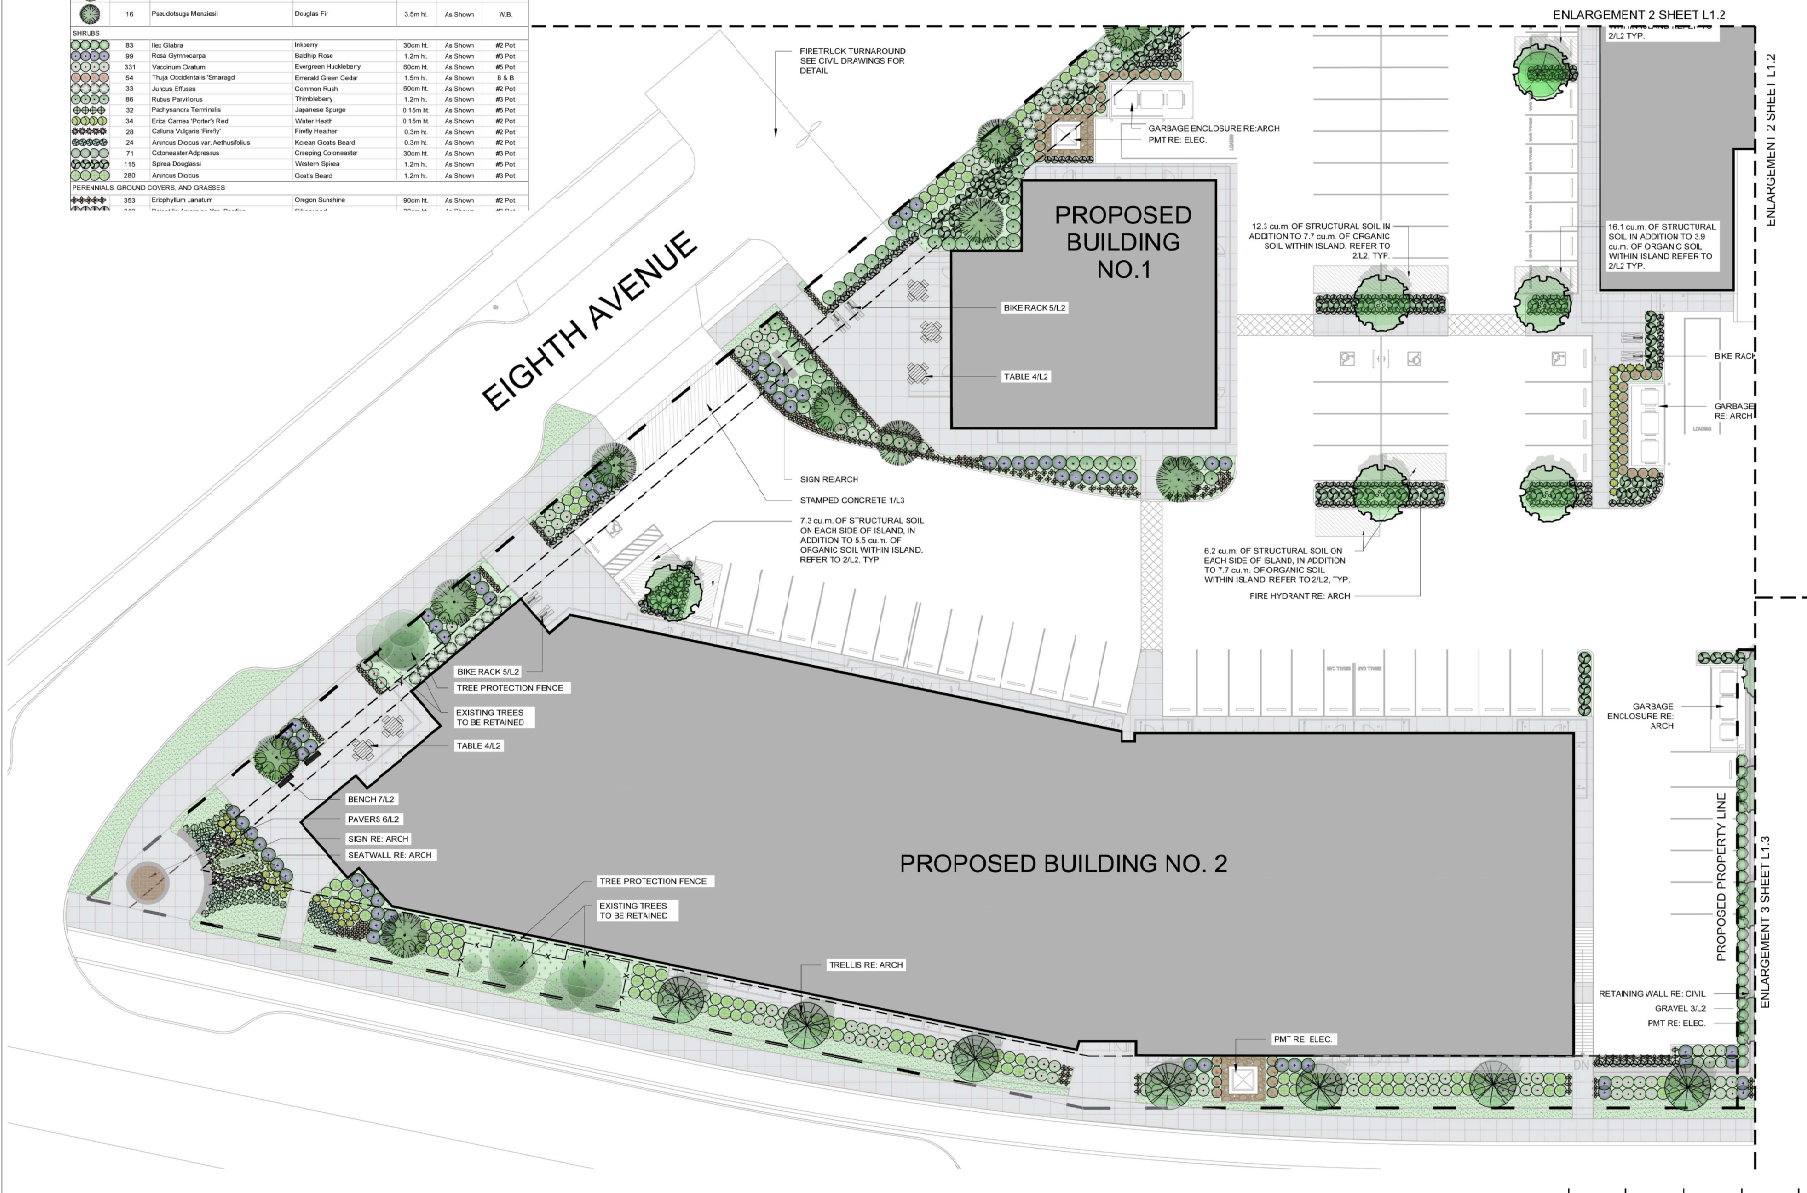 ENLARGEMENT 2 SHEET L1.2
16 Pseudotsuga Menziesii Douglas Fir 3.5m ht. As Shown W.B.
SHRUBS
83 Ilex Glabra Inkberry 30cm ht. As Shown #2 Pot
99 Rosa Gymnocarpa Baldhip Rose 1.2m h. As Shown #3 Pot
331 Vaccinum Ovatum Evergreen Huckleberry 60cm ht. As Shown #5 Pot
54 Thuja Occidentalis 'Smaragd Emerald Green Cedar 1.5m h. As Shown B & B
33 Juncus Effuses Common Rush 60cm ht. As Shown #2 Pot
86 Rubus Parviflorus Thimbleberry 1.2m h. As Shown #3 Pot
32 Pachysandra Terminalis Japanese Spurge 0.15m ht. As Shown #5 Pot
34 Erica Carnea 'Porter's Red' Water Heath 0.15m ht. As Shown #2 Pot
28 Calluna Vulgaris 'Firefly' Firefly Heather 0.3m ht. As Shown #2 Pot
24 Aruncus Diocus var. Aethusifolius Korean Goats Beard 0.3m ht. As Shown #2 Pot
71 Cotoneaster Adpressus Creeping Cotoneaster 30cm ht. As Shown #3 Pot
115 Spirea Douglassi Western Spirea 1.2m h. As Shown #5 Pot
280 Aruncus Diocus Goat's Beard 1.2m h. As Shown #3 Pot
PERENNIALS GROUND COVERS, AND GRASSES
353 Eriophyllum Lanatum Oregon Sunshine 90cm ht. As Shown #2 Pot
FIRETRUCK TURNAROUND
SEE CIVIL DRAWINGS FOR
DETAIL
2/L2 TYP.
ENLARGEMENT 2 SHEET L1.2
GARBAGE ENCLOSURE RE:ARCH
PMT RE: ELEC.
PROPOSED
BUILDING
NO.1
12.3 cu.m. OF STRUCTURAL SOIL IN
ADDITION TO 7.7 cu.m. OF ORGANIC
SOIL WITHIN ISLAND. REFER TO
2/L2, TYP.
16.1 cu.m. OF STRUCTURAL
SOIL IN ADDITION TO 3.9
cu.m. OF ORGANIC SOIL
WITHIN ISLAND REFER TO
2/L2 TYP.
EIGHTH AVENUE
BIKE RACK 5/L2
TABLE 4/L2
BIKE RAC
GARBAGE
RE: ARCH
LOADING
SIGN RE:ARCH
STAMPED CONCRETE 1/L3
7.3 cu.m. OF STRUCTURAL SOIL
ON EACH SIDE OF ISLAND, IN
ADDITION TO 5.5 cu.m. OF
ORGANIC SOIL WITHIN ISLAND.
REFER TO 2/L2, TYP
6.2 cu.m. OF STRUCTURAL SOIL ON
EACH SIDE OF ISLAND, IN ADDITION
TO 7.7 cu.m. OF ORGANIC SOIL
WITHIN ISLAND REFER TO 2/L2, TYP.
FIRE HYDRANT RE: ARCH
BIKE RACK 5/L2
TREE PROTECTION FENCE
EXISTING TREES
TO BE RETAINED
TABLE 4/L2
GARBAGE
ENCLOSURE RE:
ARCH
BENCH 7/L2
PAVERS 6/L2
SIGN RE: ARCH
SEATWALL RE: ARCH
PROPOSED BUILDING NO. 2
PROPOGED PROPERTY LINE
ENLARGEMENT 3 SHEET L1.3
TREE PROTECTION FENCE
EXISTING TREES
TO BE RETAINED
TRELLIS RE: ARCH
RETAINING WALL RE: CIVIL
GRAVEL 3/L2
PMT RE: ELEC.
PMT RE: ELEC.
DN